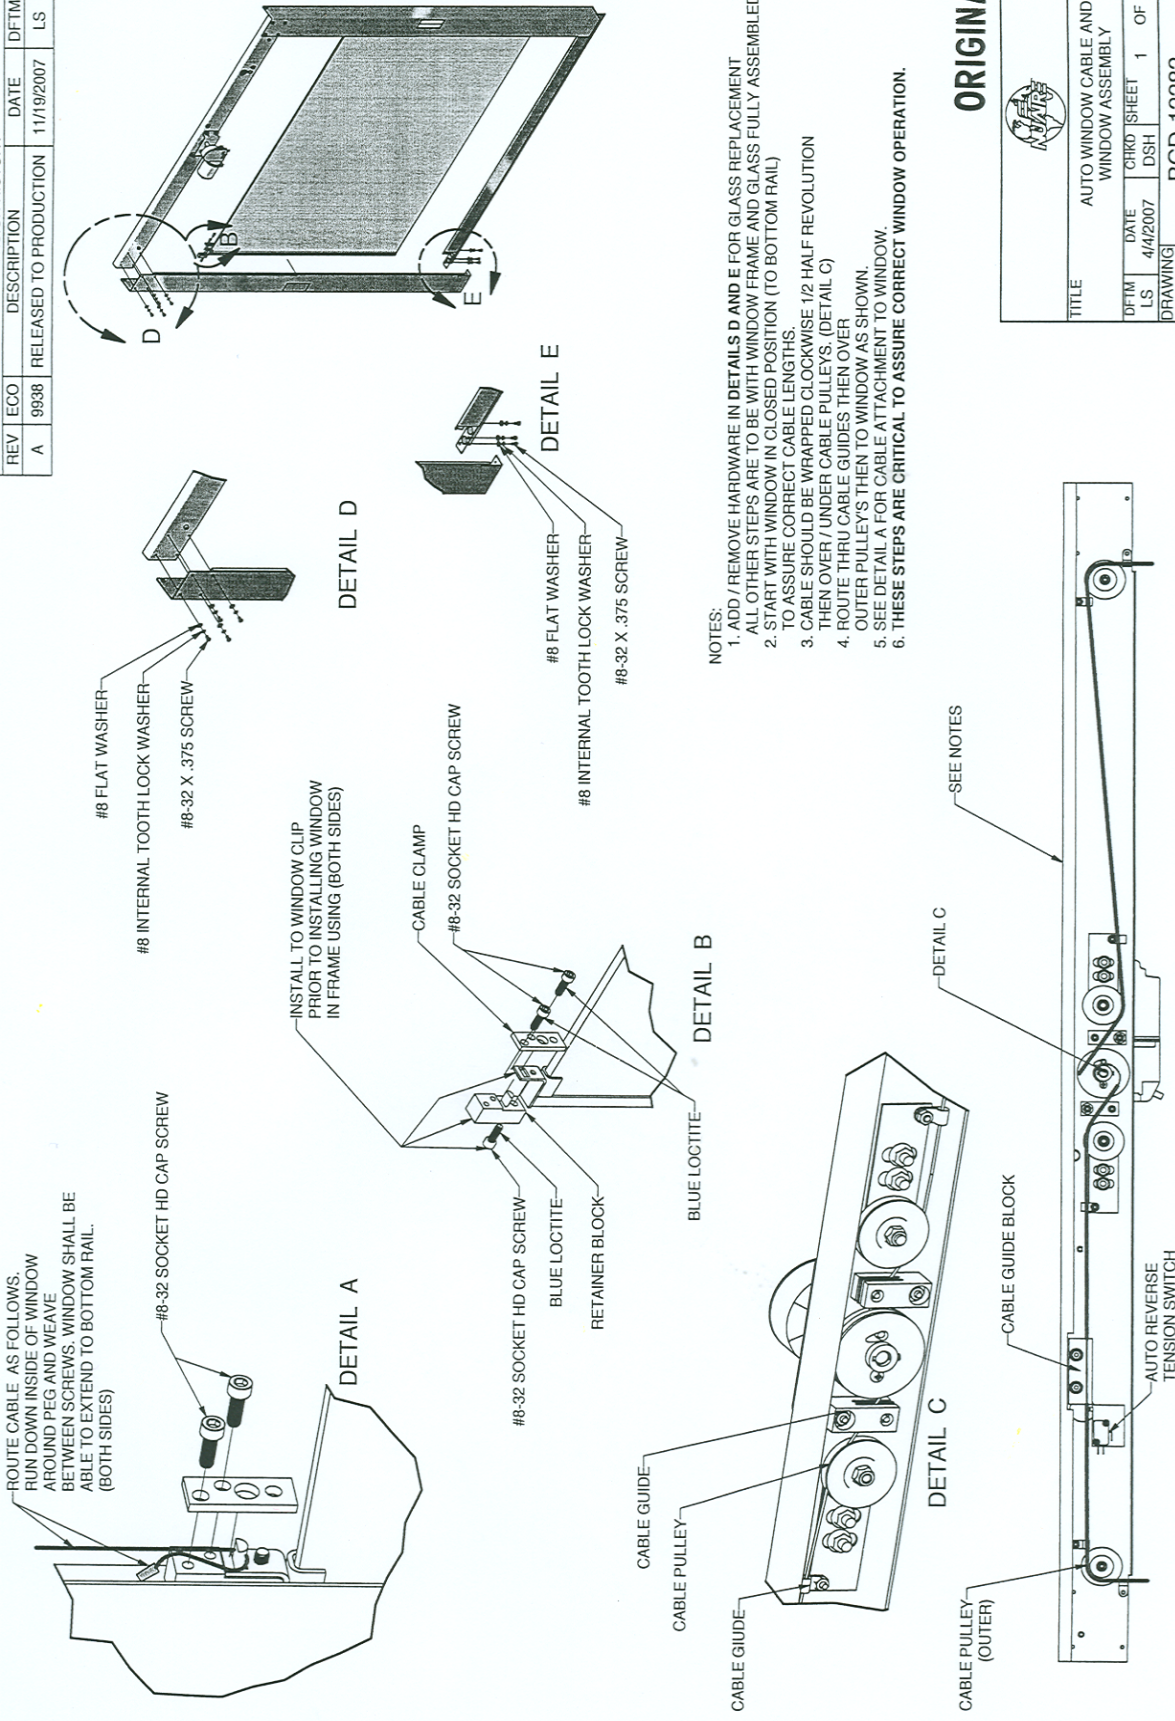 REV ECO DESCRIPTION DATE DFTM
A 9938 RELEASED TO PRODUCTION 11/19/2007 LS
ROUTE CABLE AS FOLLOWS.
RUN DOWN INSIDE OF WINDOW
AROUND PEG AND WEAVE
BETWEEN SCREWS. WINDOW SHALL BE
ABLE TO EXTEND TO BOTTOM RAIL.
(BOTH SIDES)
#8-32 SOCKET HD CAP SCREW
DETAIL A
#8 FLAT WASHER
#8 INTERNAL TOOTH LOCK WASHER
#8-32 X .375 SCREW
DETAIL D
D
B
E
INSTALL TO WINDOW CLIP
PRIOR TO INSTALLING WINDOW
IN FRAME USING (BOTH SIDES)
CABLE CLAMP
#8-32 SOCKET HD CAP SCREW
#8-32 SOCKET HD CAP SCREW
BLUE LOCTITE
RETAINER BLOCK
BLUE LOCTITE
DETAIL B
#8 FLAT WASHER
#8 INTERNAL TOOTH LOCK WASHER
#8-32 X .375 SCREW
DETAIL E
CABLE GUIDE
CABLE PULLEY
CABLE GIUDE
DETAIL C
NOTES:
1. ADD / REMOVE HARDWARE IN DETAILS D AND E FOR GLASS REPLACEMENT
ALL OTHER STEPS ARE TO BE WITH WINDOW FRAME AND GLASS FULLY ASSEMBLED
2. START WITH WINDOW IN CLOSED POSITION (TO BOTTOM RAIL)
TO ASSURE CORRECT CABLE LENGTHS.
3. CABLE SHOULD BE WRAPPED CLOCKWISE 1/2 HALF REVOLUTION
THEN OVER / UNDER CABLE PULLEYS. (DETAIL C)
4. ROUTE THRU CABLE GUIDES THEN OVER
OUTER PULLEY'S THEN TO WINDOW AS SHOWN.
5. SEE DETAIL A FOR CABLE ATTACHMENT TO WINDOW.
6. THESE STEPS ARE CRITICAL TO ASSURE CORRECT WINDOW OPERATION.
CABLE PULLEY
(OUTER)
CABLE GUIDE BLOCK
AUTO REVERSE
TENSION SWITCH
DETAIL C
SEE NOTES
NUAIRE
TITLE
AUTO WINDOW CABLE AND
WINDOW ASSEMBLY
DFTM DATE CHKD SHEET 1 OF
LS 4/4/2007 DSH
DRAWING